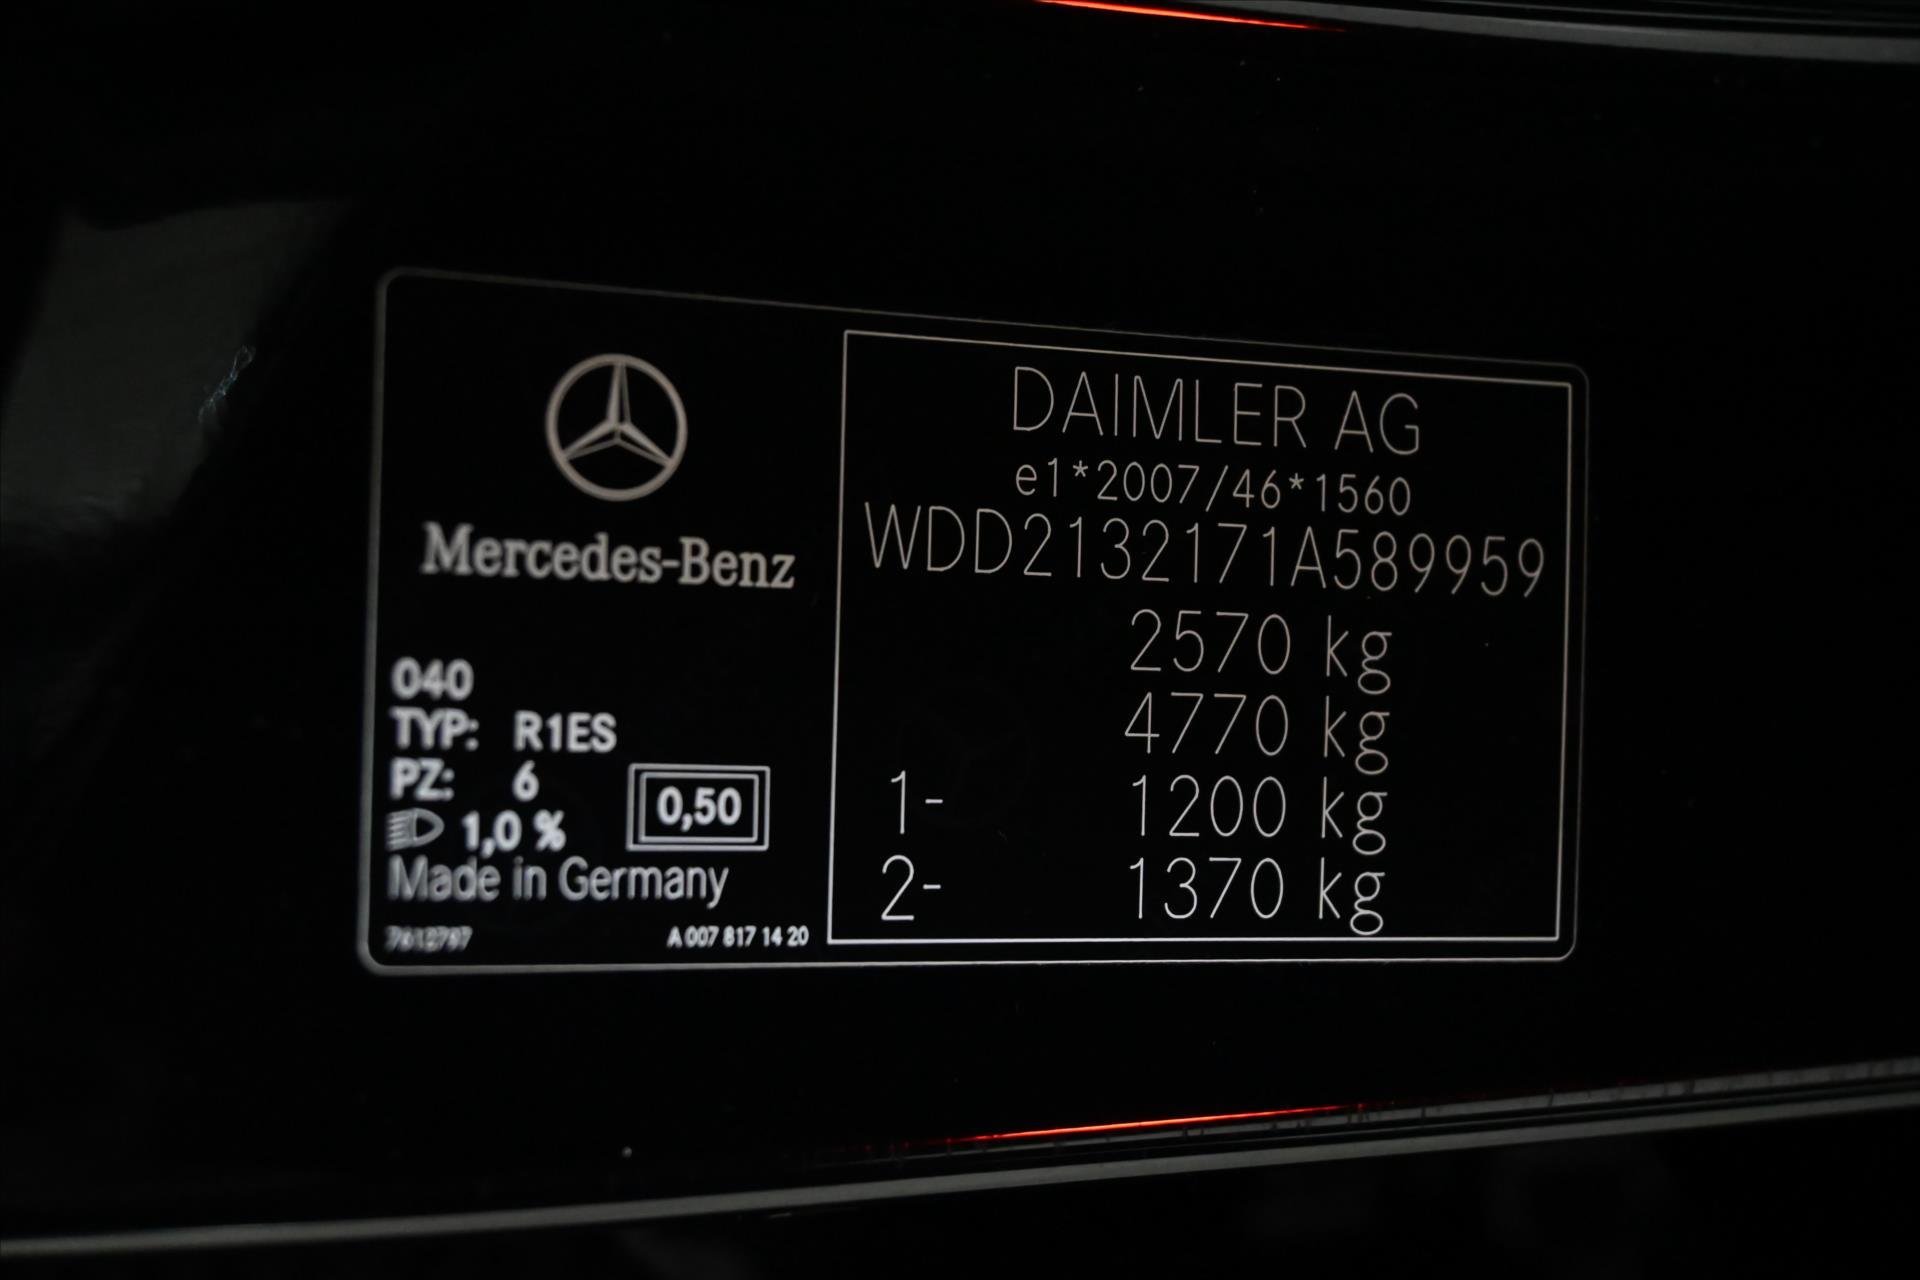 Mercedes-Benz
040
TYP: R1ES
PZ: 6
1,0 %
0,50
Made in Germany
A 007 817 14 20
DAIMLER AG
e1*2007/46*1560
WDD2132171A589959
2570 kg
4770 kg
1- 1200 kg
2- 1370 kg